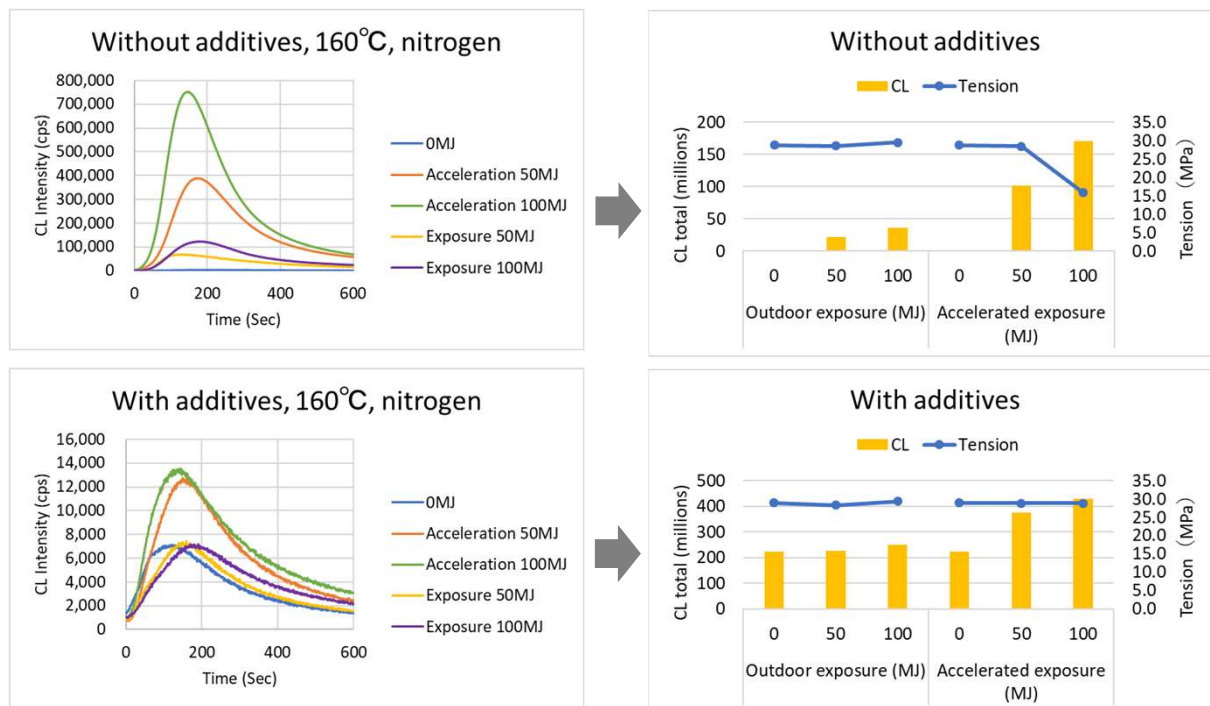 Without additives, 160℃, nitrogen
CL Intensity (cps)
800,000
700,000
600,000
500,000
400,000
300,000
200,000
100,000
0
0 200 400 600
Time (Sec)
0MJ
Acceleration 50MJ
Acceleration 100MJ
Exposure 50MJ
Exposure 100MJ
Without additives
CL Tension
CL total (millions)
200
150
100
50
0
35.0
30.0
25.0
20.0
15.0
10.0
5.0
0.0
Tension (MPa)
0 50 100 0 50 100
Outdoor exposure (MJ) Accelerated exposure
(MJ)
With additives, 160℃, nitrogen
CL Intensity (cps)
16,000
14,000
12,000
10,000
8,000
6,000
4,000
2,000
0
0 200 400 600
Time (Sec)
0MJ
Acceleration 50MJ
Acceleration 100MJ
Exposure 50MJ
Exposure 100MJ
With additives
CL Tension
CL total (millions)
500
400
300
200
100
0
35.0
30.0
25.0
20.0
15.0
10.0
5.0
0.0
Tension (MPa)
0 50 100 0 50 100
Outdoor exposure (MJ) Accelerated exposure
(MJ)